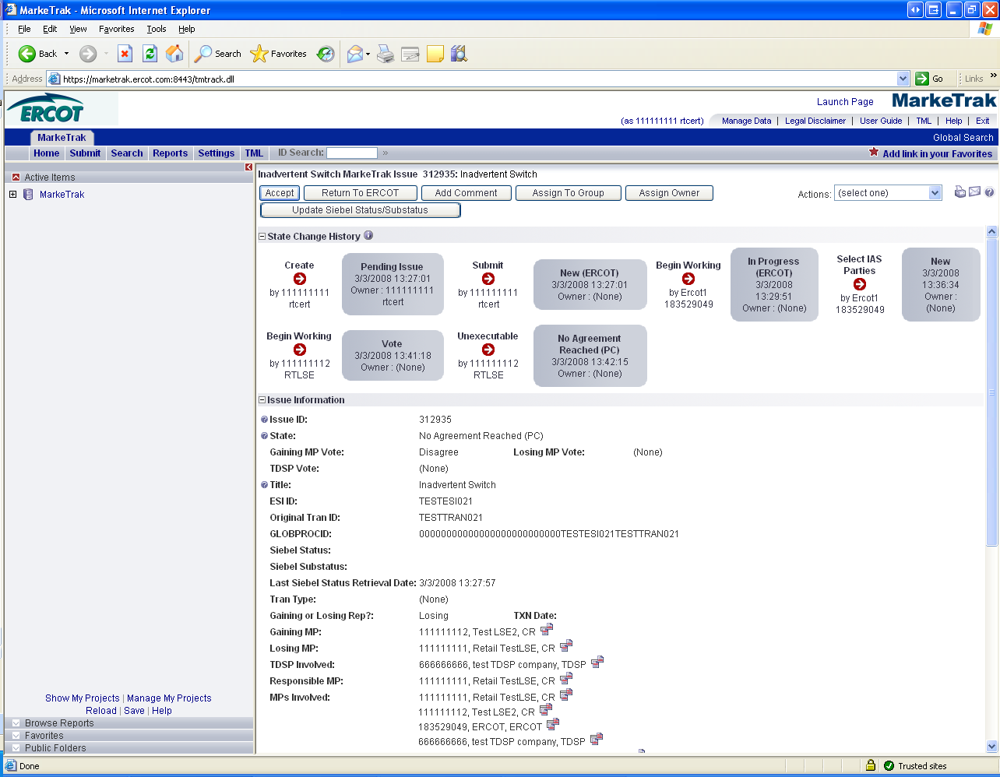 MarkeTrak - Microsoft Internet Explorer
File Edit View Favorites Tools Help
Back Search Favorites
Address https://marketrak.ercot.com:8443/tmtrack.dll Go Links »
ERCOT
Launch Page MarkeTrak
(as 111111111 rtcert) Manage Data | Legal Disclaimer | User Guide | TML | Help | Exit
MarkeTrak Global Search
Home Submit Search Reports Settings TML ID Search: » Add link in your Favorites
Active Items
MarkeTrak
Show My Projects | Manage My Projects
Reload | Save | Help
Browse Reports
Favorites
Public Folders
Inadvertent Switch MarkeTrak Issue 312935: Inadvertent Switch
Accept Return To ERCOT Add Comment Assign To Group Assign Owner Actions: (select one)
Update Siebel Status/Substatus
State Change History
Create
by 111111111
rtcert
Pending Issue
3/3/2008 13:27:01
Owner : 111111111
rtcert
Submit
by 111111111
rtcert
New (ERCOT)
3/3/2008 13:27:01
Owner : (None)
Begin Working
by Ercot1
183529049
In Progress
(ERCOT)
3/3/2008
13:29:51
Owner : (None)
Select IAS
Parties
by Ercot1
183529049
New
3/3/2008
13:36:34
Owner :
(None)
Begin Working
by 111111112
RTLSE
Vote
3/3/2008 13:41:18
Owner : (None)
Unexecutable
by 111111112
RTLSE
No Agreement
Reached (PC)
3/3/2008 13:42:15
Owner : (None)
Issue Information
Issue ID: 312935
State: No Agreement Reached (PC)
Gaining MP Vote: Disagree Losing MP Vote: (None)
TDSP Vote: (None)
Title: Inadvertent Switch
ESI ID: TESTESI021
Original Tran ID: TESTTRAN021
GLOBPROCID: 00000000000000000000000000TESTESI021TESTTRAN021
Siebel Status:
Siebel Substatus:
Last Siebel Status Retrieval Date: 3/3/2008 13:27:57
Tran Type: (None)
Gaining or Losing Rep?: Losing TXN Date:
Gaining MP: 111111112, Test LSE2, CR
Losing MP: 111111111, Retail TestLSE, CR
TDSP Involved: 666666666, test TDSP company, TDSP
Responsible MP: 111111111, Retail TestLSE, CR
MPs Involved: 111111111, Retail TestLSE, CR
111111112, Test LSE2, CR
183529049, ERCOT, ERCOT
666666666, test TDSP company, TDSP
Done Trusted sites